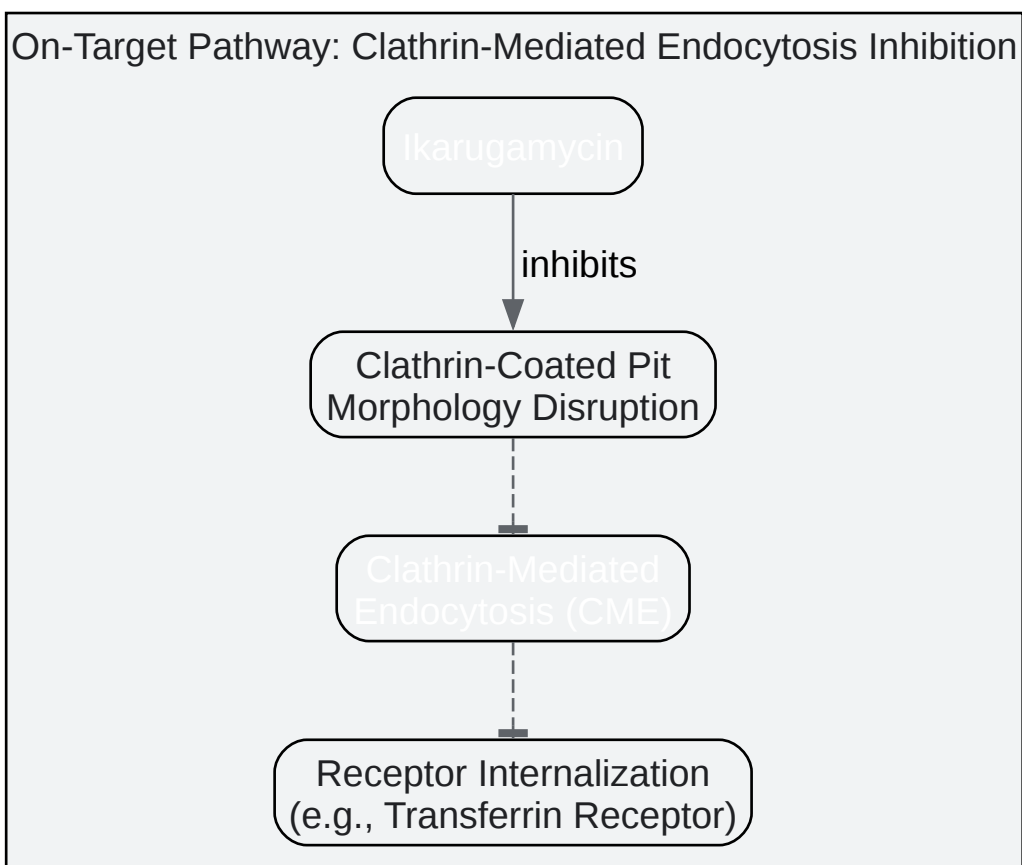 On-Target Pathway: Clathrin-Mediated Endocytosis Inhibition
Ikarugamycin
inhibits
Clathrin-Coated Pit
Morphology Disruption
Clathrin-Mediated
Endocytosis (CME)
Receptor Internalization
(e.g., Transferrin Receptor)